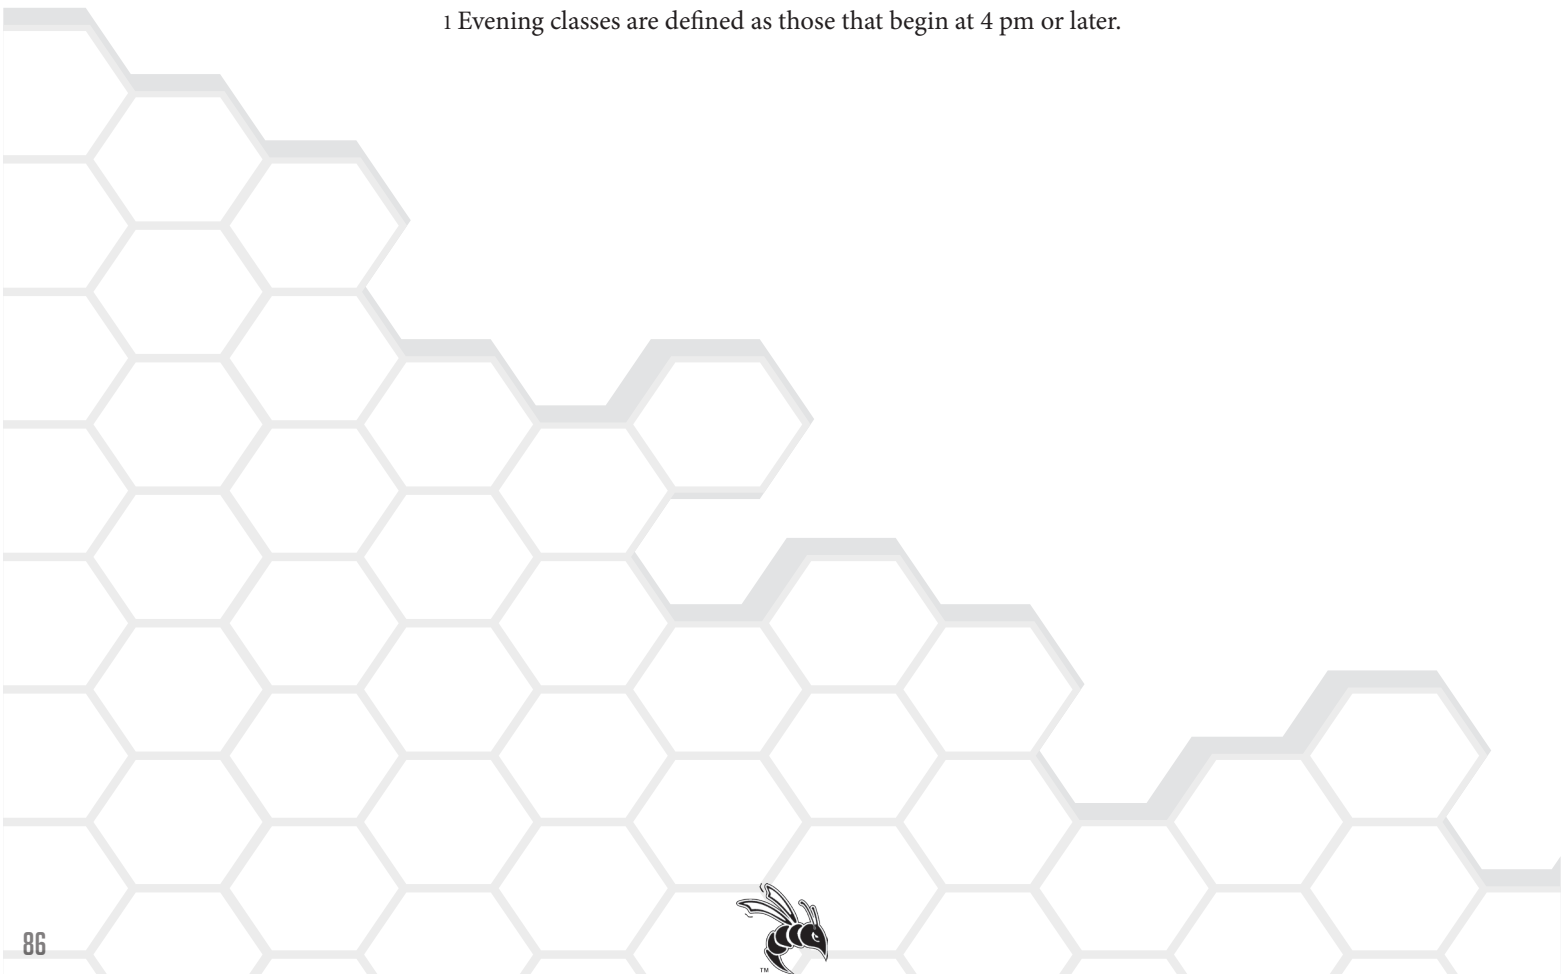 1 Evening classes are defined as those that begin at 4 pm or later.
86
TM